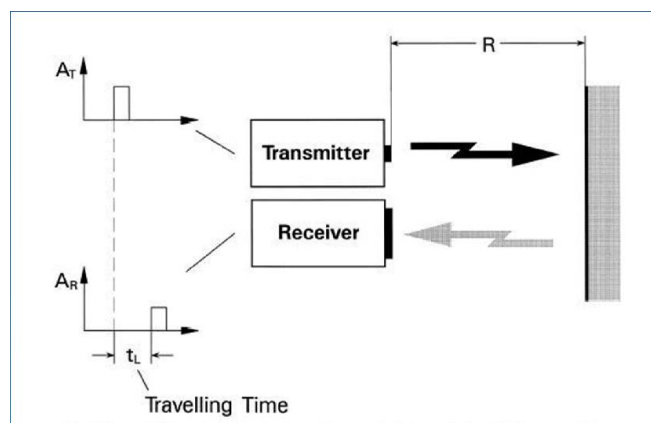 R
A_T
Transmitter
Receiver
A_R
t_L
Travelling Time